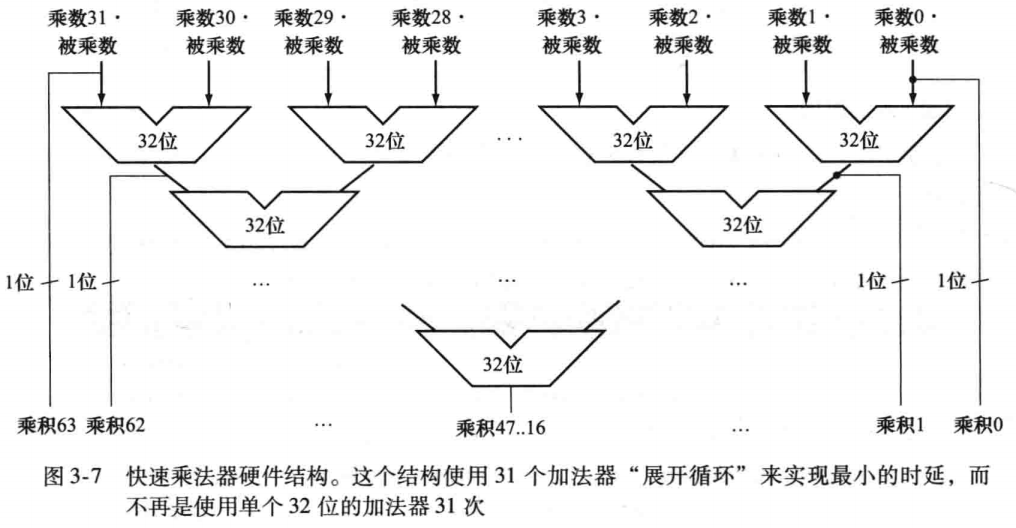 乘数31· 乘数30· 乘数29· 乘数28· 乘数3· 乘数2· 乘数1· 乘数0·
被乘数 被乘数 被乘数 被乘数 被乘数 被乘数 被乘数 被乘数
32位 32位 ... 32位 32位
32位 32位
1位 1位 ... ... ... 1位 1位
32位
乘积63 乘积62 ... 乘积47..16 ... 乘积1 乘积0
图 3-7 快速乘法器硬件结构。这个结构使用 31 个加法器“展开循环”来实现最小的时延，而
不再是使用单个 32 位的加法器 31 次